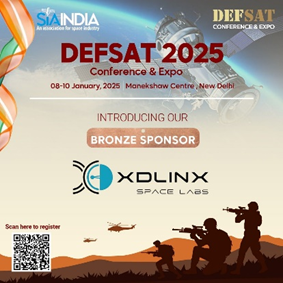 SIA INDIA
An association for space industry
DEFSAT
CONFERENCE & EXPO
DEFSAT 2025
Conference & Expo
08-10 January, 2025 Manekshaw Centre , New Delhi
INTRODUCING OUR
BRONZE SPONSOR
XDLINX
SPACE LABS
Scan here to register